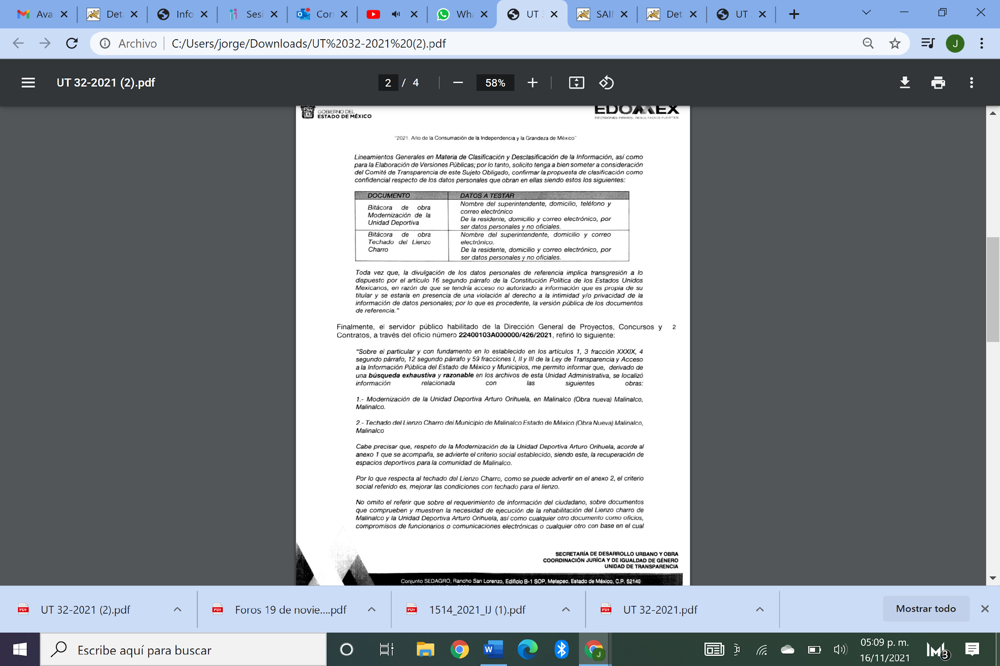 Ava
Det
Info
Sesi
Cor
Wha
UT 3
SAII
Det
UT
Archivo
C:/Users/jorge/Downloads/UT%2032-2021%20(2).pdf
J
UT 32-2021 (2).pdf
2 / 4
58%
GOBIERNO DEL
ESTADO DE MÉXICO
EDOMEX
DECISIONES FIRMES, RESULTADOS FUERTES
"2021. Año de la Consumación de la Independencia y la Grandeza de México"
Lineamientos Generales en Materia de Clasificación y Desclasificación de la Información, así como
para la Elaboración de Versiones Públicas; por lo tanto, solicito tenga a bien someter a consideración
del Comité de Transparencia de este Sujeto Obligado, confirmar la propuesta de clasificación como
confidencial respecto de los datos personales que obran en ellas siendo estos los siguientes:
DOCUMENTO
DATOS A TESTAR
Bitácora de obra
Modernización de la
Unidad Deportiva
Nombre del superintendente, domicilio, teléfono y
correo electrónico
De la residente, domicilio y correo electrónico, por
ser datos personales y no oficiales.
Bitácora de obra
Techado del Lienzo
Charro
Nombre del superintendente, domicilio y correo
electrónico.
De la residente, domicilio y correo electrónico, por
ser datos personales y no oficiales.
Toda vez que, la divulgación de los datos personales de referencia implica transgresión a lo
dispuesto por el artículo 16 segundo párrafo de la Constitución Política de los Estados Unidos
Mexicanos, en razón de que se tendría acceso no autorizado a información que es propia de su
titular y se estaría en presencia de una violación al derecho a la intimidad y/o privacidad de la
información de datos personales; por lo que es procedente, la versión pública de los documentos
de referencia."
Finalmente, el servidor público habilitado de la Dirección General de Proyectos, Concursos y
2
Contratos, a través del oficio número 22400103A000000/426/2021, refirió lo siguiente:
"Sobre el particular y con fundamento en lo establecido en los artículos 1, 3 fracción XXXIX, 4
segundo párrafo, 12 segundo párrafo y 59 fracciones I, II y III de la Ley de Transparencia y Acceso
a la Información Pública del Estado de México y Municipios, me permito informar que, derivado de
una búsqueda exhaustiva y razonable en los archivos de esta Unidad Administrativa, se localizó
información relacionada con las siguientes obras:
1.- Modernización de la Unidad Deportiva Arturo Orihuela, en Malinalco (Obra nueva) Malinalco,
Malinalco.
2.- Techado del Lienzo Charro del Municipio de Malinalco Estado de México (Obra Nueva) Malinalco,
Malinalco
Cabe precisar que, respeto de la Modernización de la Unidad Deportiva Arturo Orihuela, acorde al
anexo 1 que se acompaña, se advierte el criterio social establecido, siendo este, la recuperación de
espacios deportivos para la comunidad de Malinalco.
Por lo que respecta al techado del Lienzo Charro, como se puede advertir en el anexo 2, el criterio
social referido es, mejorar las condiciones con techado para el lienzo.
No omito el referir que sobre el requerimiento de información del ciudadano, sobre documentos
que comprueben y muestren la necesidad de ejecución de la rehabilitación del Lienzo charro de
Malinalco y la Unidad Deportiva Arturo Orihuela, así como cualquier otro documento como oficios,
compromisos de funcionarios o comunicaciones electrónicas o cualquier otro con base en el cual
SECRETARÍA DE DESARROLLO URBANO Y OBRA
COORDINACIÓN JURÍCA Y DE IGUALDAD DE GÉNERO
UNIDAD DE TRANSPARENCIA
Conjunto SEDAGRO, Rancho San Lorenzo, Edificio B-1 SOP, Metepec, Estado de México, C.P. 52140
UT 32-2021 (2).pdf
Foros 19 de novie....pdf
1514_2021_IJ (1).pdf
UT 32-2021.pdf
Mostrar todo
Escribe aquí para buscar
05:09 p. m.
16/11/2021
3